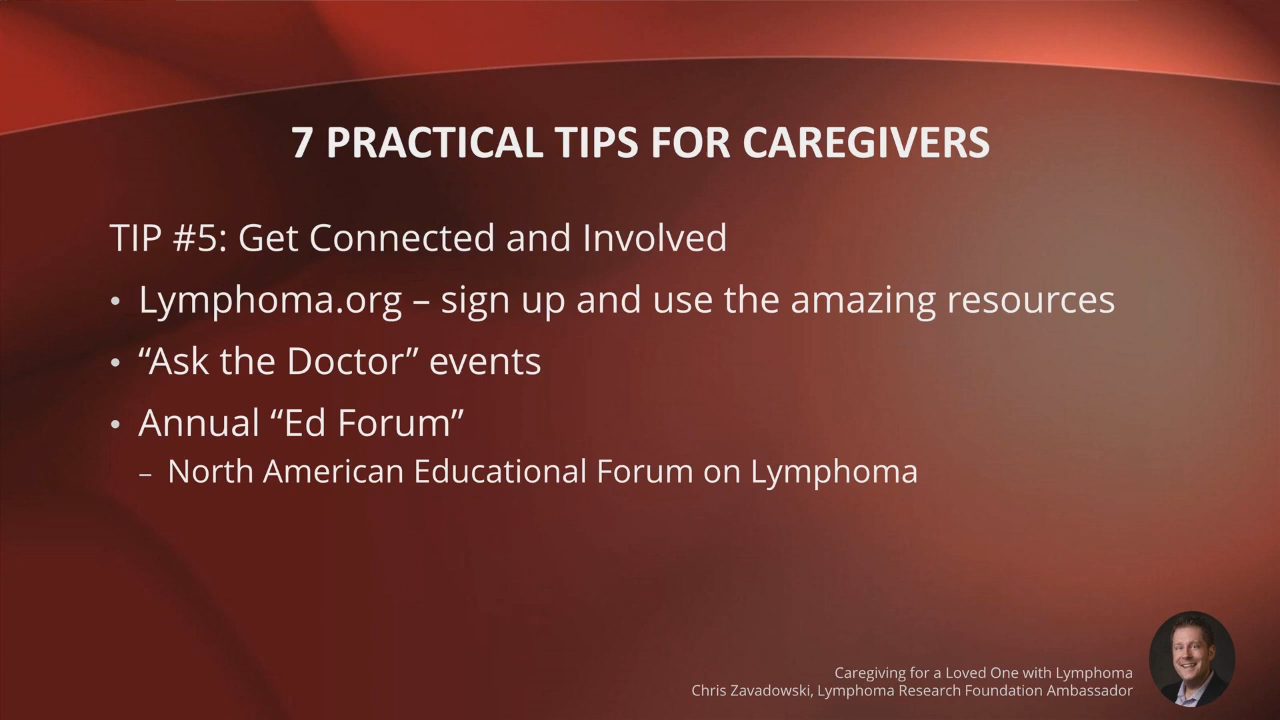 7 PRACTICAL TIPS FOR CAREGIVERS
TIP #5: Get Connected and Involved
• Lymphoma.org – sign up and use the amazing resources
• “Ask the Doctor” events
• Annual “Ed Forum”
– North American Educational Forum on Lymphoma
Caregiving for a Loved One with Lymphoma
Chris Zavadowski, Lymphoma Research Foundation Ambassador